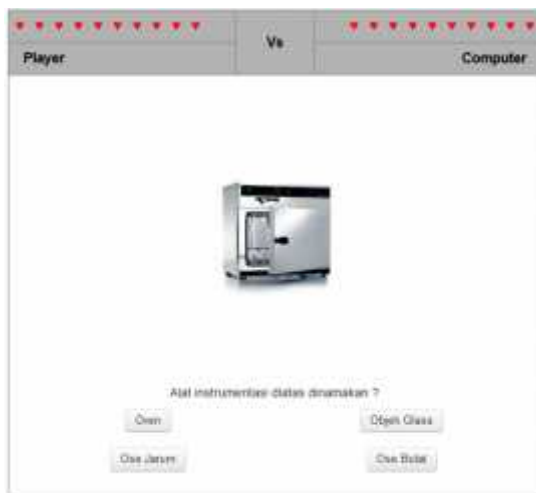 Vs
Player
Computer
Alat instrumentasi diatas dinamakan ?
Oven
Objek Glass
Ose Jarum
Ose Bulat